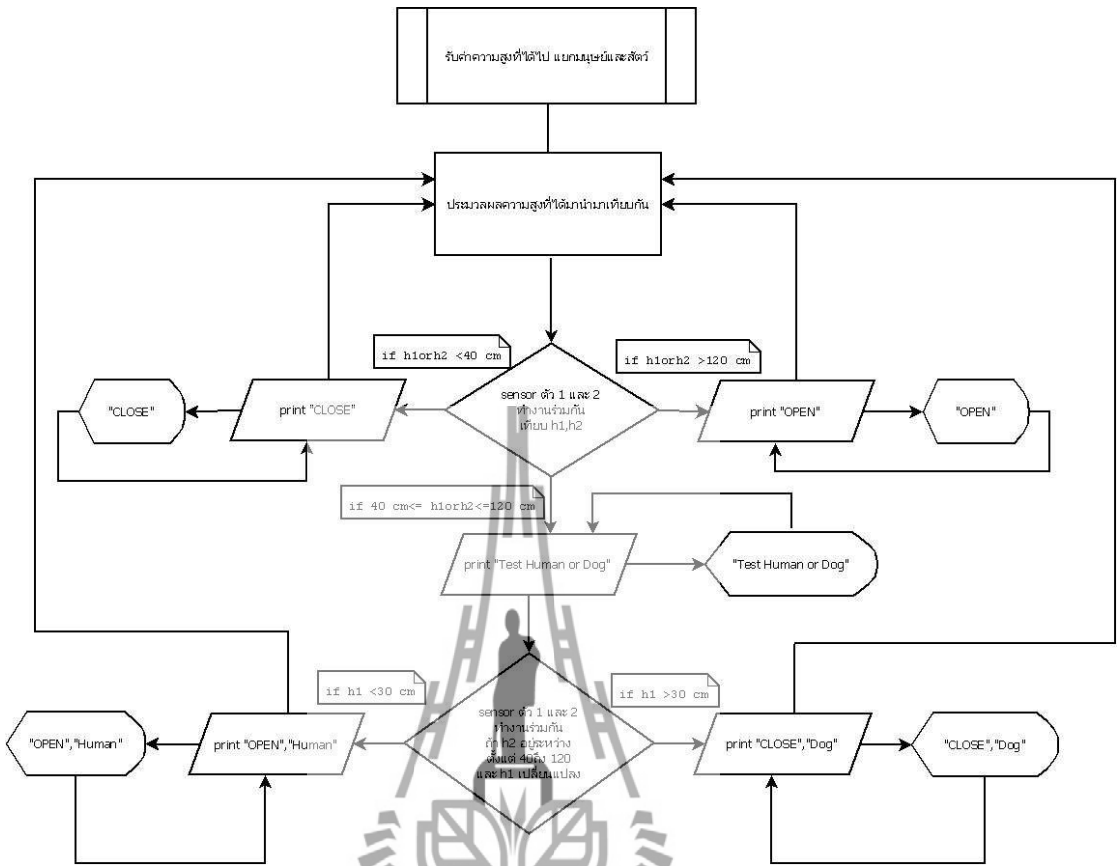 รับค่าความสูงที่ได้ไป แยกมนุษย์และสัตว์
ประมวลผลความสูงที่ได้มานำมาเทียบกัน
if h1orh2 <40 cm
if h1orh2 >120 cm
"CLOSE"
print "CLOSE"
sensor ตัว 1 และ 2
ทำงานร่วมกัน
เทียบ h1,h2
print "OPEN"
"OPEN"
if 40 cm<= h1orh2<=120 cm
print "Test Human or Dog"
"Test Human or Dog"
if h1 <30 cm
if h1 >30 cm
"OPEN","Human"
print "OPEN","Human"
sensor ตัว 1 และ 2
ทำงานร่วมกัน
ถ้า h2 อยู่ระหว่าง
ตั้งแต่ 40ถึง 120
และ h1 เปลี่ยนแปลง
print "CLOSE","Dog"
"CLOSE","Dog"